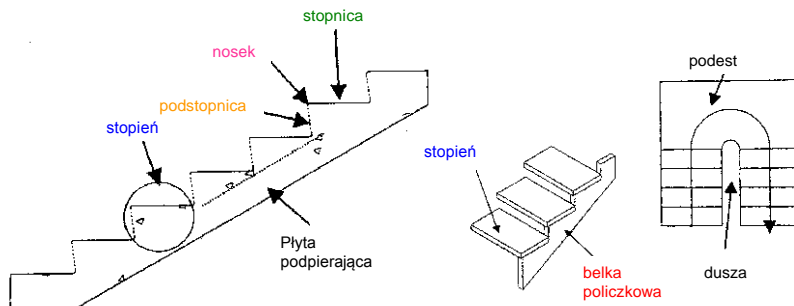 stopnica
nosek
podstopnica
stopień
Płyta
podpierająca
stopień
belka
policzkowa
podest
dusza